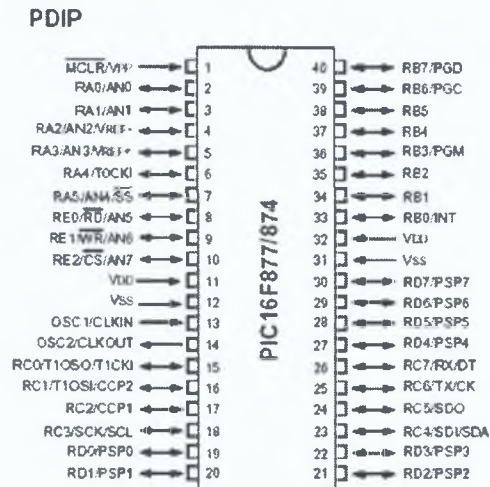 PDIP
MCLR/VPP 1 40 RB7/PGD
RA0/AN0 2 39 RB6/PGC
RA1/AN1 3 38 RB5
RA2/AN2/VREF- 4 37 RB4
RA3/AN3/VREF+ 5 36 RB3/PGM
RA4/T0CKI 6 35 RB2
RA5/AN4/SS 7 34 RB1
RE0/RD/AN5 8 33 RB0/INT
RE1/WR/AN6 9 32 VDD
RE2/CS/AN7 10 31 VSS
VDD 11 30 RD7/PSP7
VSS 12 29 RD6/PSP6
OSC1/CLKIN 13 28 RD5/PSP5
OSC2/CLKOUT 14 27 RD4/PSP4
RC0/T1OSO/T1CKI 15 26 RC7/RX/DT
RC1/T1OSI/CCP2 16 25 RC6/TX/CK
RC2/CCP1 17 24 RC5/SDO
RC3/SCK/SCL 18 23 RC4/SDI/SDA
RD0/PSP0 19 22 RD3/PSP3
RD1/PSP1 20 21 RD2/PSP2
PIC16F877/874